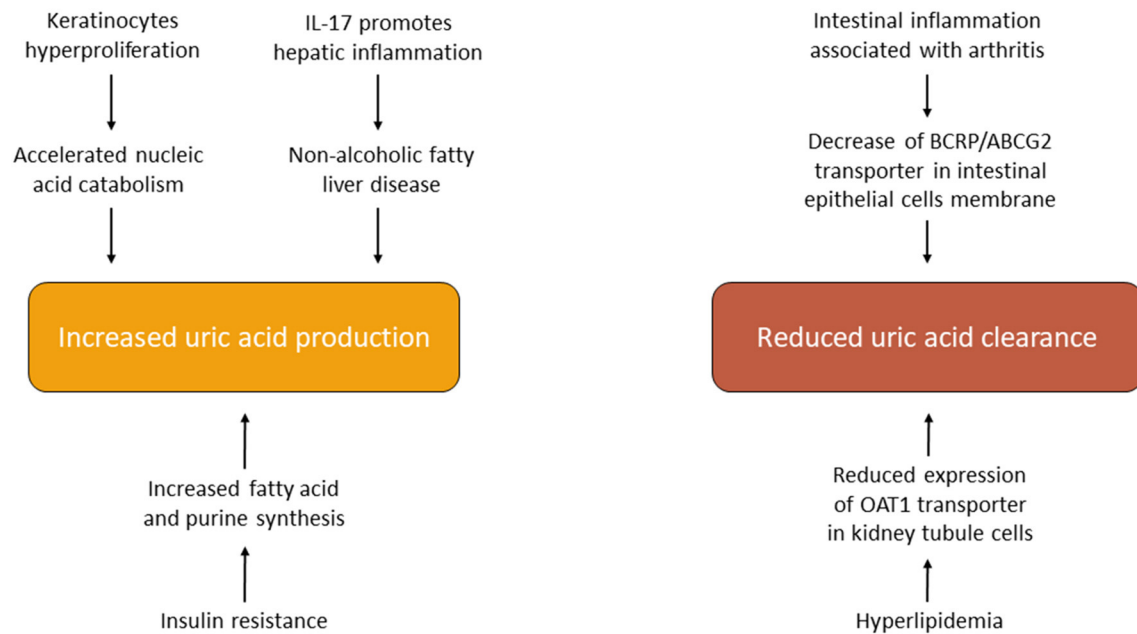 Keratinocytes
hyperproliferation
IL-17 promotes
hepatic inflammation
Intestinal inflammation
associated with arthritis
Accelerated nucleic
acid catabolism
Non-alcoholic fatty
liver disease
Decrease of BCRP/ABCG2
transporter in intestinal
epithelial cells membrane
Increased uric acid production
Reduced uric acid clearance
Increased fatty acid
and purine synthesis
Reduced expression
of OAT1 transporter
in kidney tubule cells
Insulin resistance
Hyperlipidemia